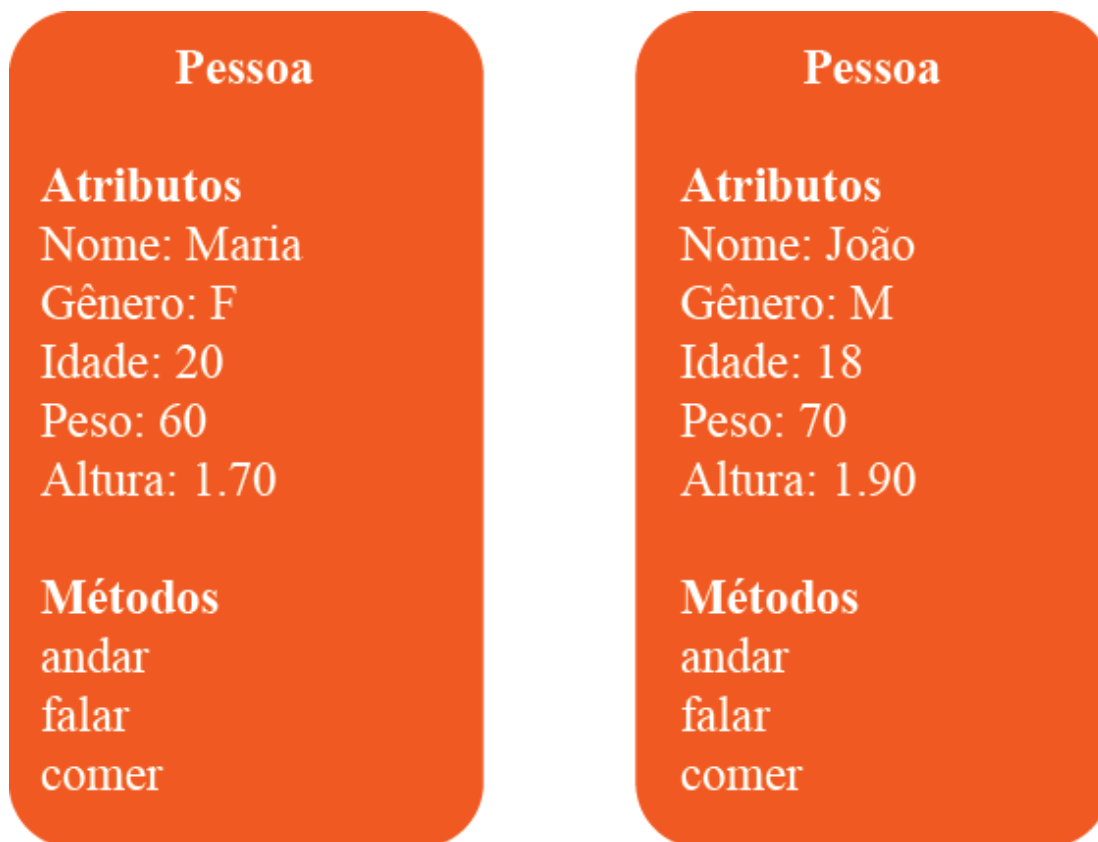 Pessoa
Atributos
Nome: Maria
Gênero: F
Idade: 20
Peso: 60
Altura: 1.70
Métodos
andar
falar
comer
Pessoa
Atributos
Nome: João
Gênero: M
Idade: 18
Peso: 70
Altura: 1.90
Métodos
andar
falar
comer